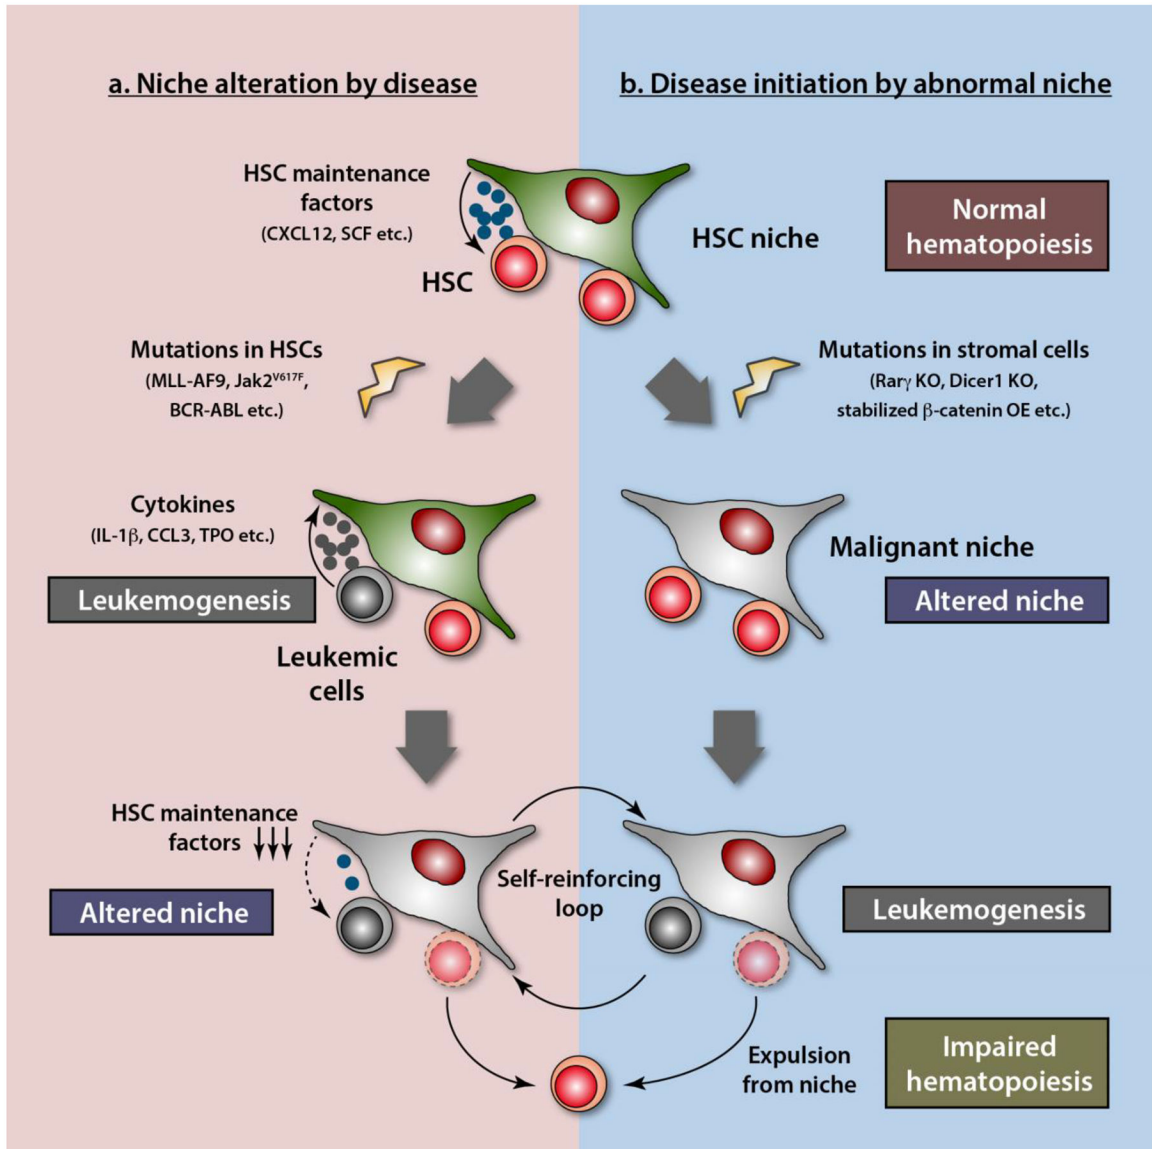 a. Niche alteration by disease
b. Disease initiation by abnormal niche
HSC maintenance
factors
(CXCL12, SCF etc.)
HSC
HSC niche
Normal
hematopoiesis
Mutations in HSCs
(MLL-AF9, Jak2ⱽ⁶¹⁷ᶠ,
BCR-ABL etc.)
Mutations in stromal cells
(Rarγ KO, Dicer1 KO,
stabilized β-catenin OE etc.)
Cytokines
(IL-1β, CCL3, TPO etc.)
Leukemogenesis
Leukemic
cells
Malignant niche
Altered niche
HSC maintenance
factors
Altered niche
Self-reinforcing
loop
Leukemogenesis
Expulsion
from niche
Impaired
hematopoiesis